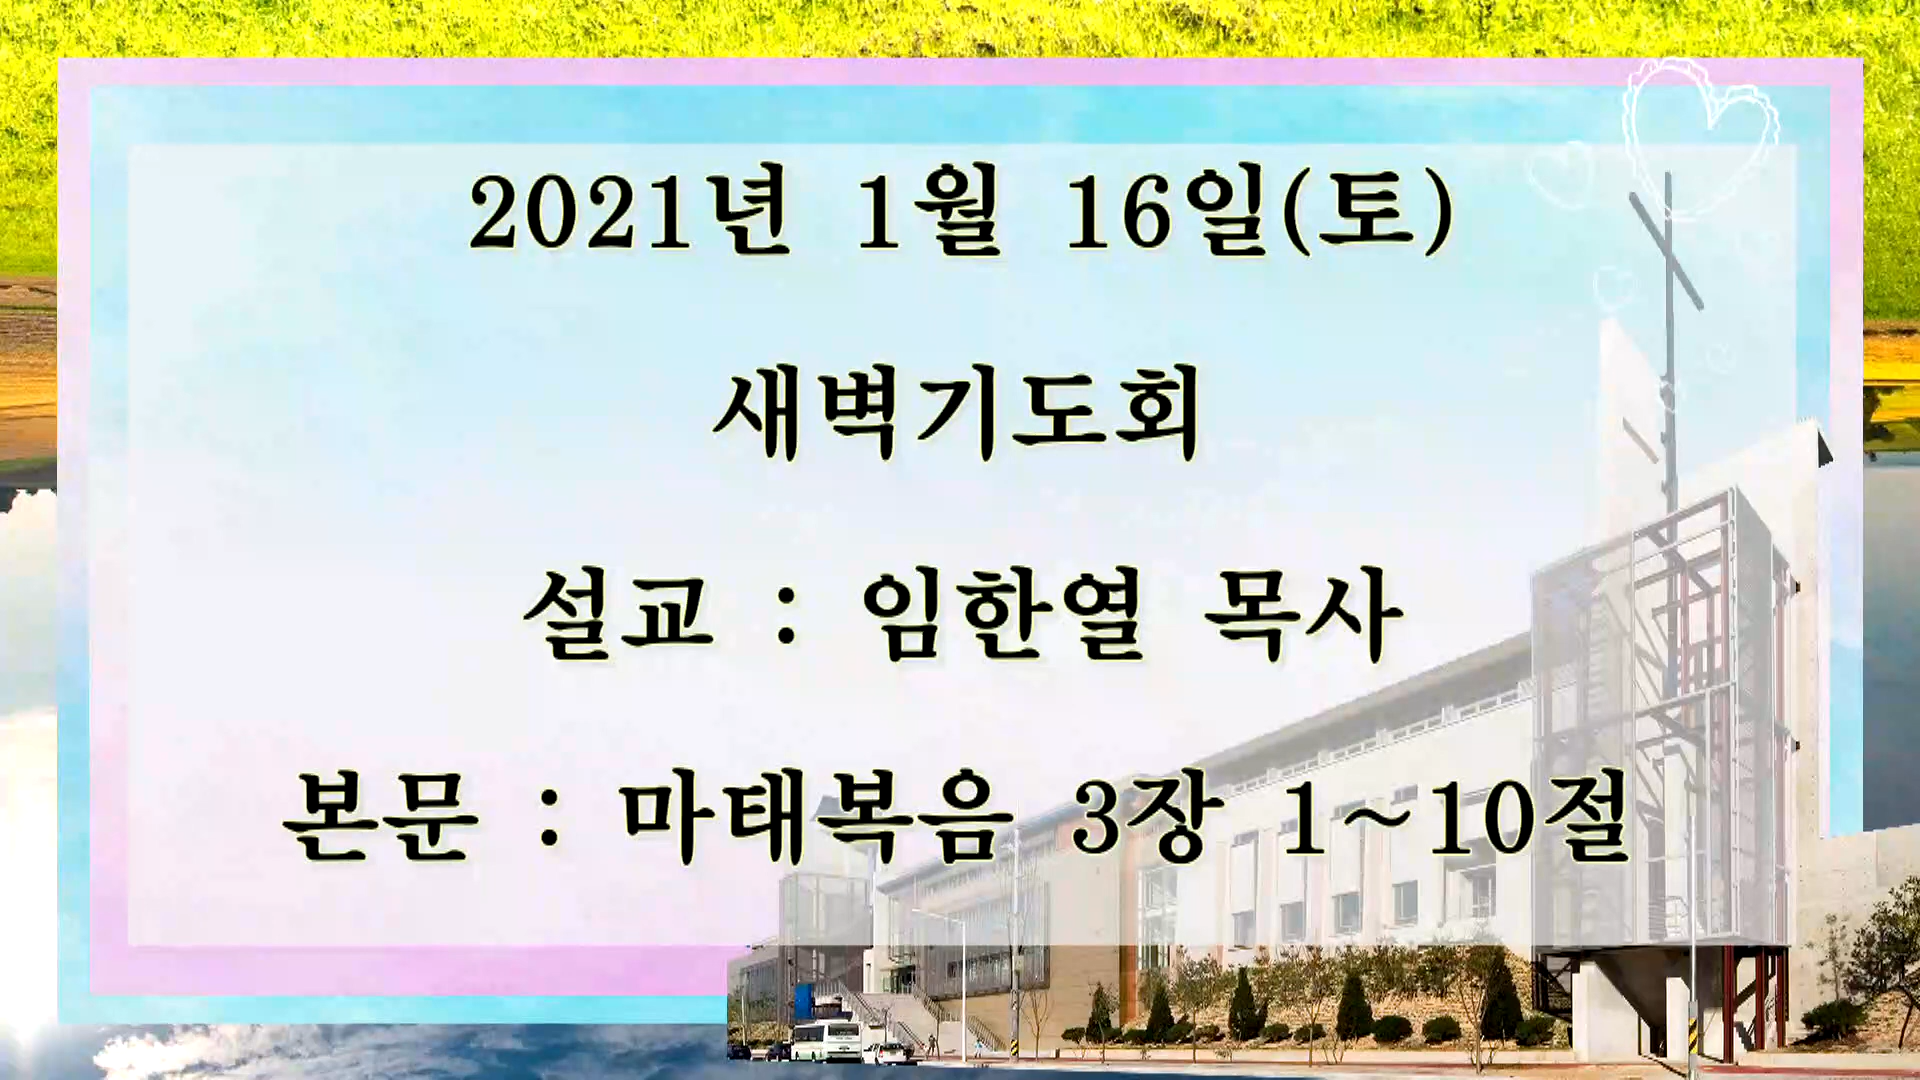 2021년 1월 16일(토)
새벽기도회
설교 : 임한열 목사
본문 : 마태복음 3장 1~10절